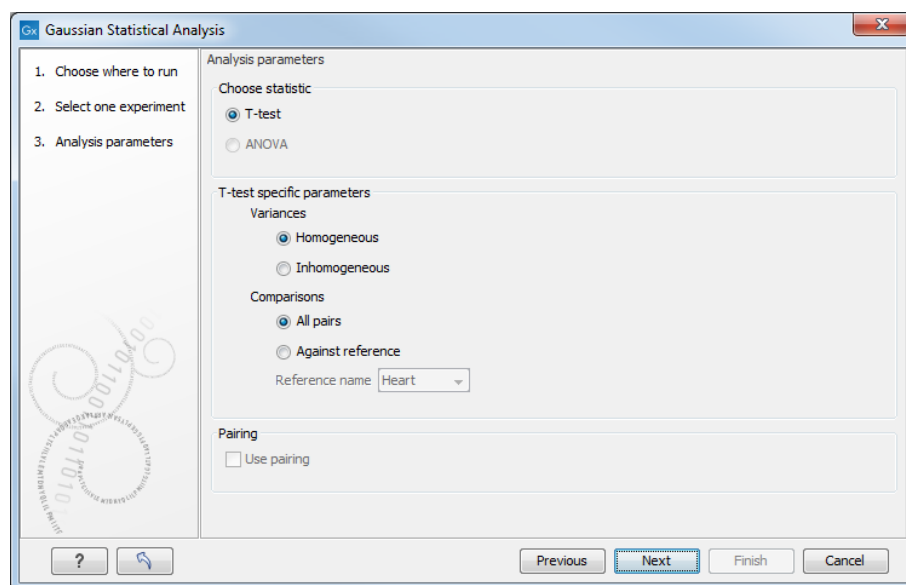 Gx Gaussian Statistical Analysis
1. Choose where to run
2. Select one experiment
3. Analysis parameters
Analysis parameters
Choose statistic
T-test
ANOVA
T-test specific parameters
Variances
Homogeneous
Inhomogeneous
Comparisons
All pairs
Against reference
Reference name Heart
Pairing
Use pairing
? Previous Next Finish Cancel